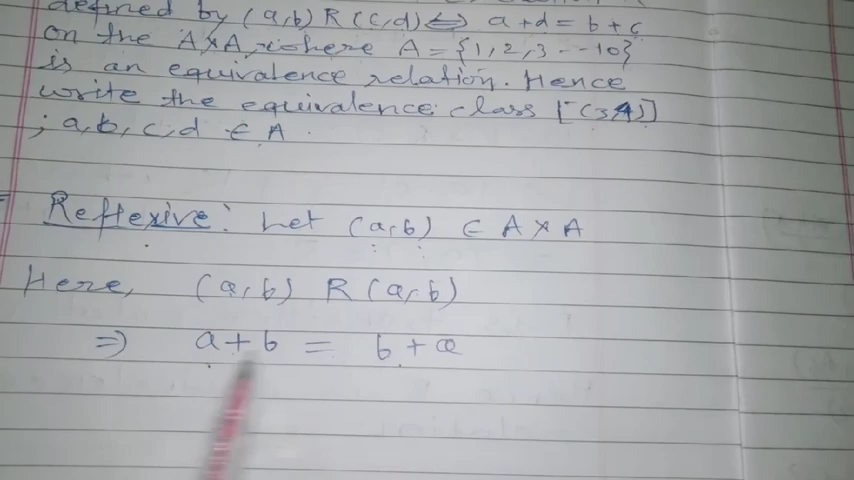 defined by (a,b) R (c,d) ⇔ a+d = b+c
on the A×A, where A = {1,2,3 - - -10}
is an equivalence relation. Hence
write the equivalence class [(3,4)]
; a,b,c,d ∈ A.
Reflexive: Let (a,b) ∈ A × A
Here, (a,b) R (a,b)
⇒ a+b = b+a